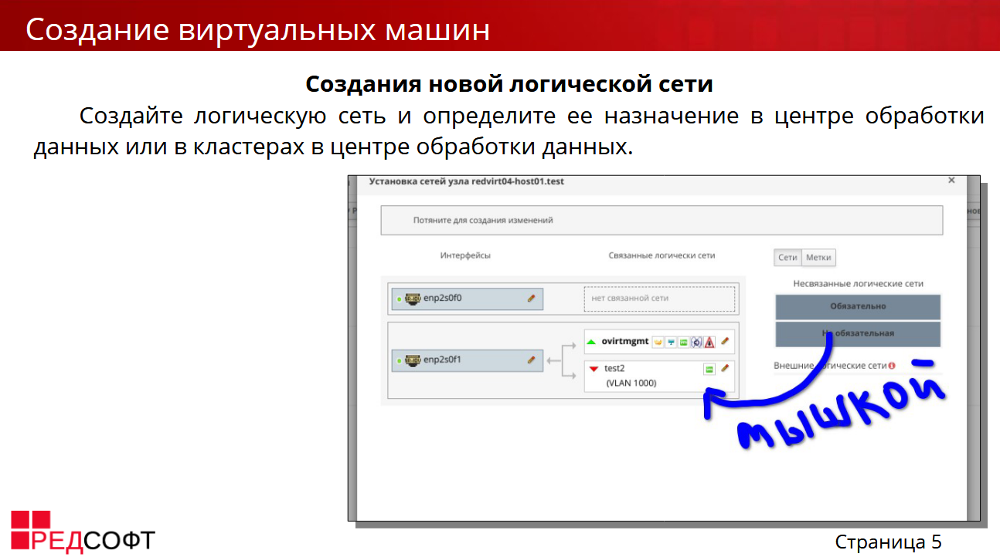 Создание виртуальных машин
Создания новой логической сети
Создайте логическую сеть и определите ее назначение в центре обработки
данных или в кластерах в центре обработки данных.
Установка сетей узла redvirt04-host01.test
×
Потяните для создания изменений
Интерфейсы
Связанные логически сети
Сети Метки
Несвязанные логические сети
enp2s0f0
нет связанной сети
Обязательно
Не обязательная
ovirtmgmt
enp2s0f1
test2
(VLAN 1000)
Внешние логические сети
мышкой
РЕДСОФТ
Страница 5